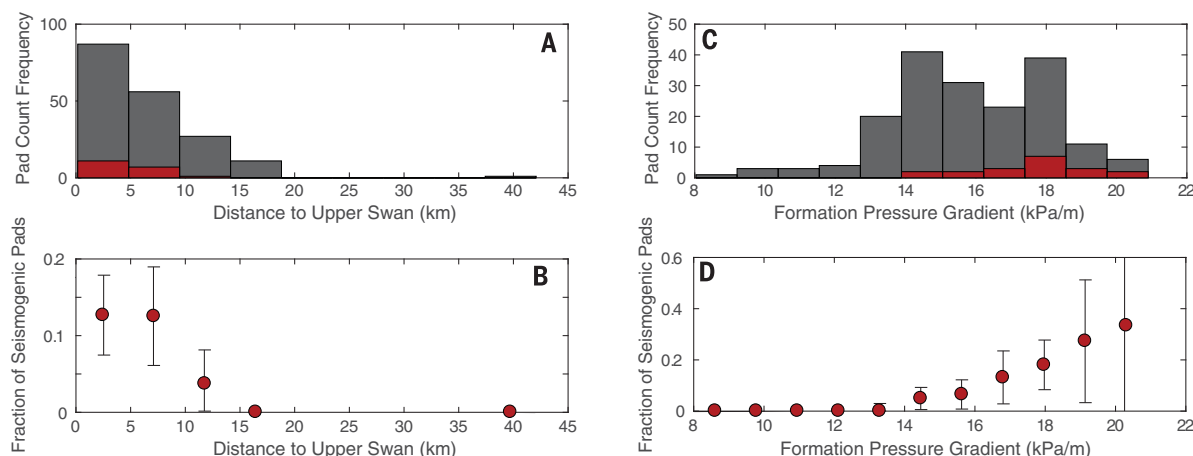 A
Pad Count Frequency
100
50
0
0 5 10 15 20 25 30 35 40 45
Distance to Upper Swan (km)
C
Pad Count Frequency
50
40
30
20
10
0
8 10 12 14 16 18 20 22
Formation Pressure Gradient (kPa/m)
B
Fraction of Seismogenic Pads
0.2
0.1
0
0 5 10 15 20 25 30 35 40 45
Distance to Upper Swan (km)
D
Fraction of Seismogenic Pads
0.6
0.4
0.2
0
8 10 12 14 16 18 20 22
Formation Pressure Gradient (kPa/m)